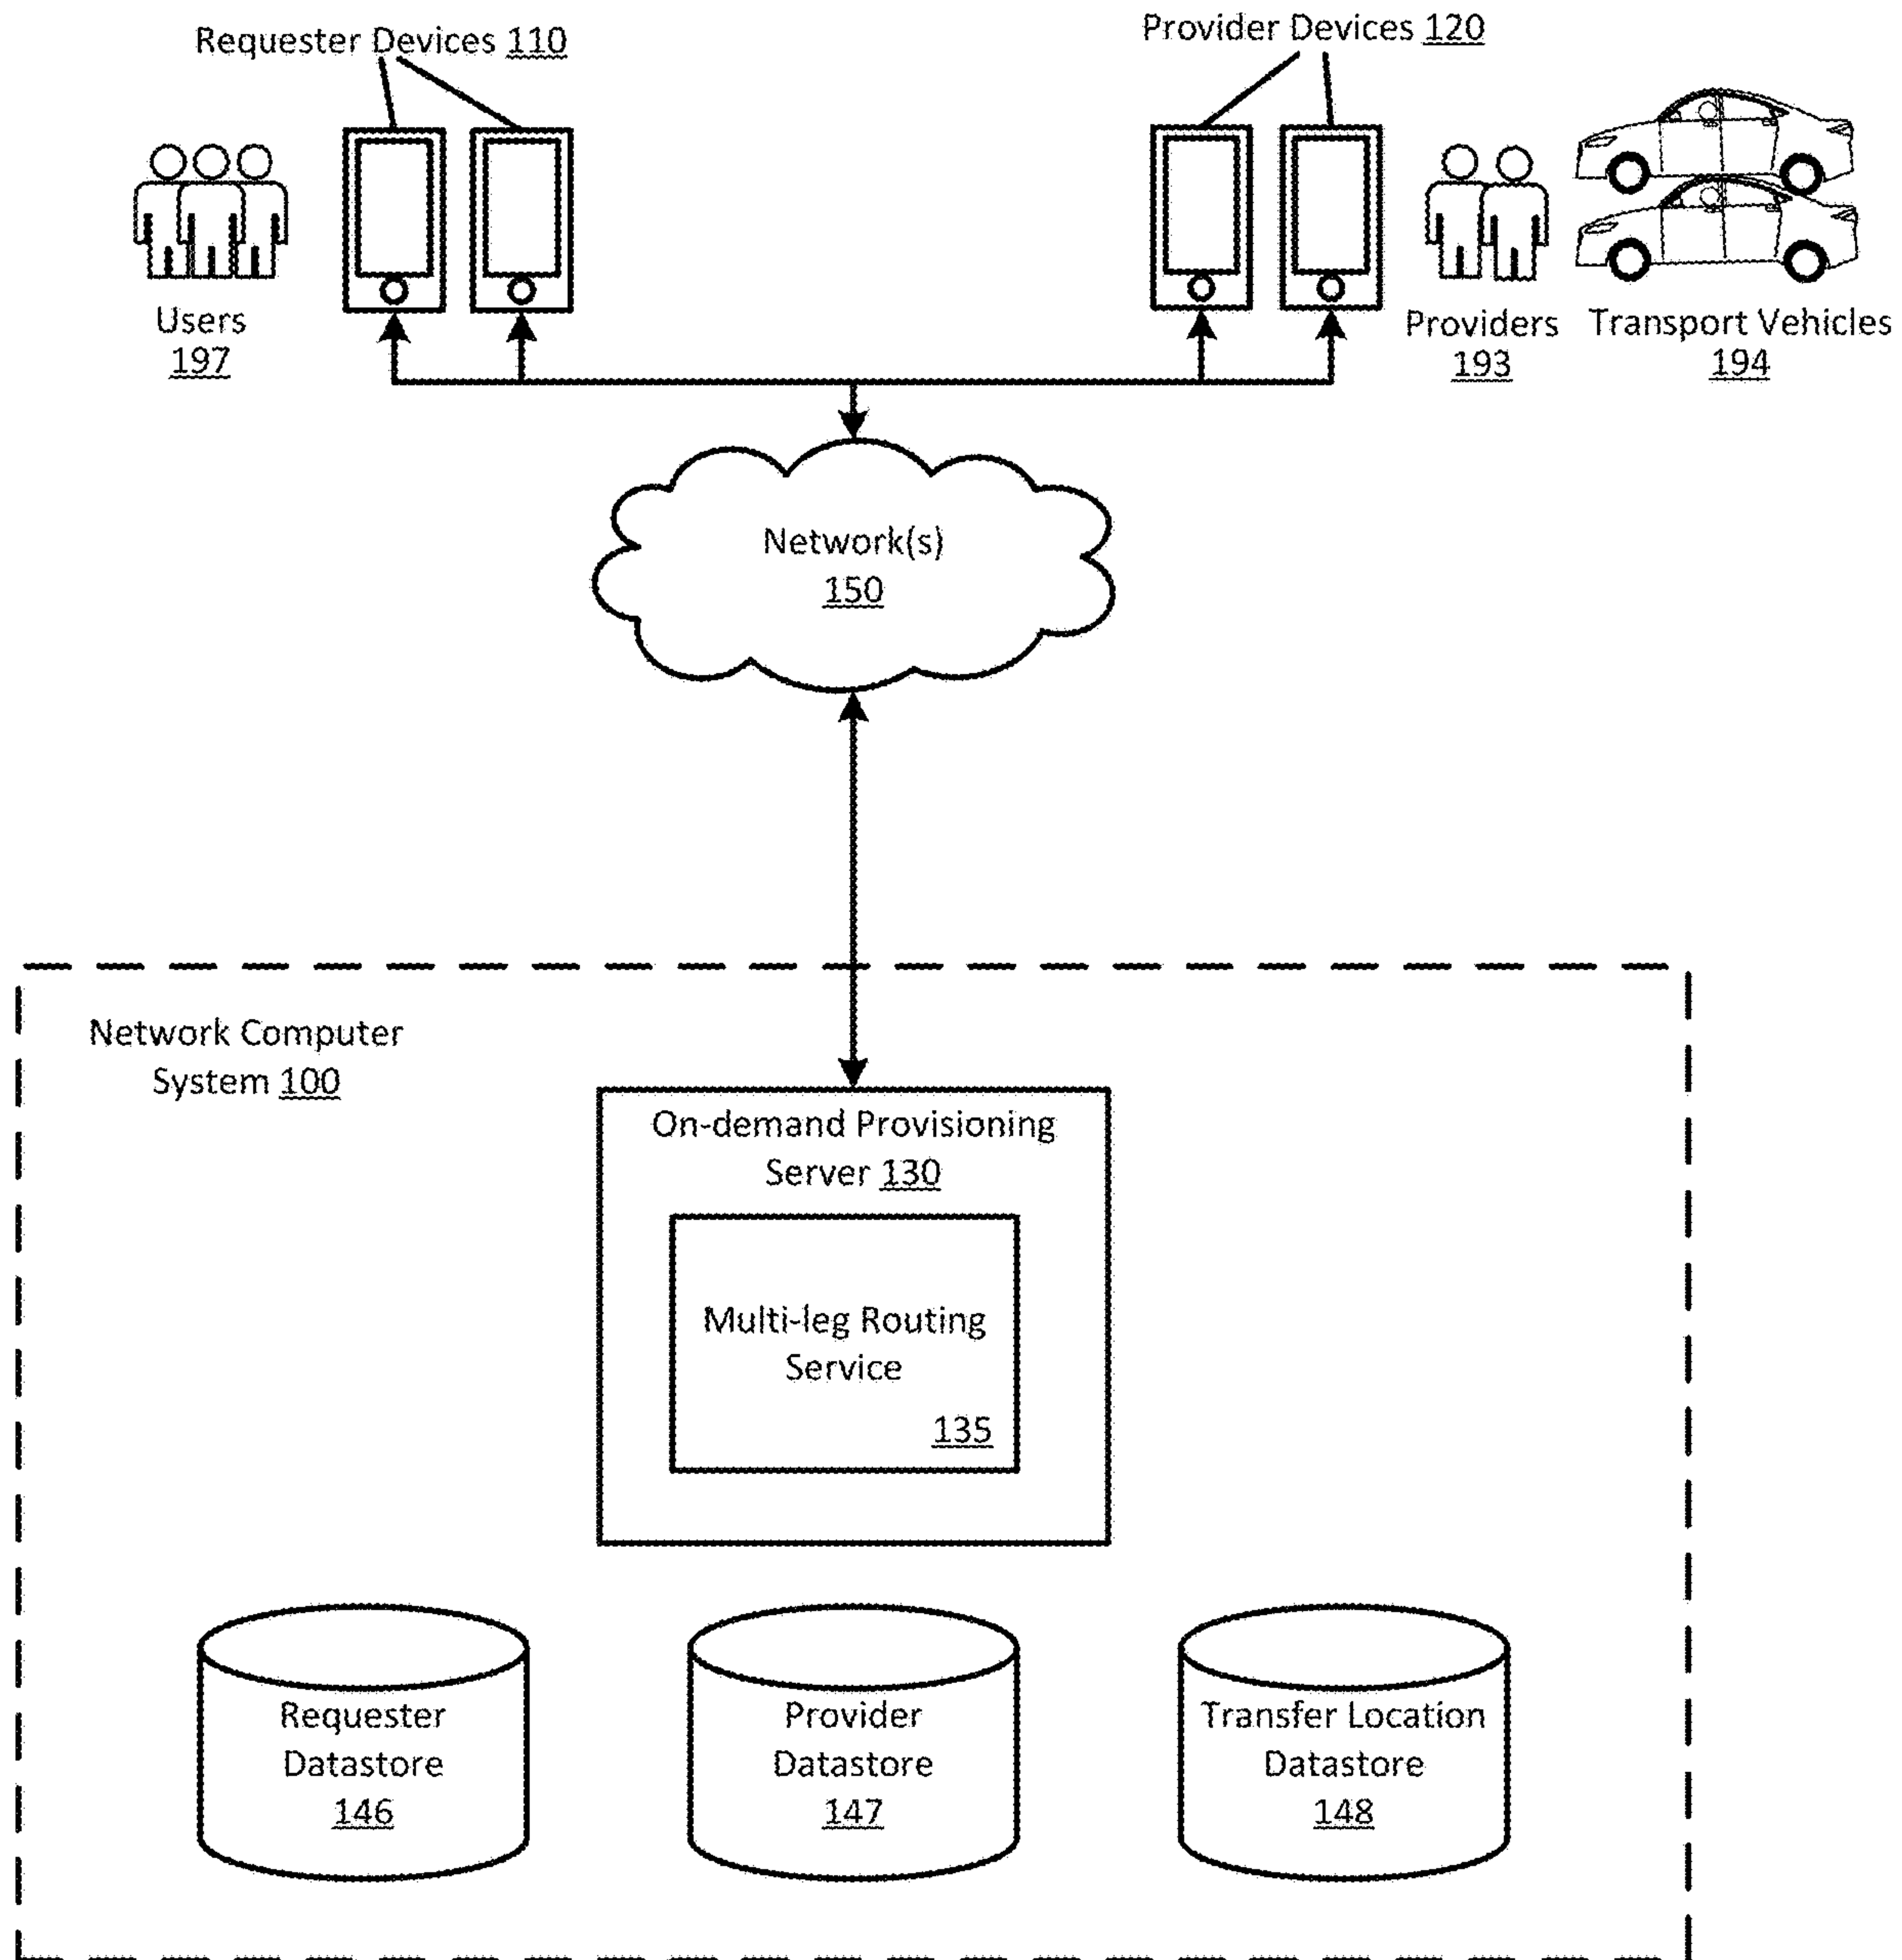 Requester Devices 110
Provider Devices 120
Users
197
Providers
193
Transport Vehicles
194
Network(s)
150
Network Computer
System 100
On-demand Provisioning
Server 130
Multi-leg Routing
Service
135
Requester
Datastore
146
Provider
Datastore
147
Transfer Location
Datastore
148